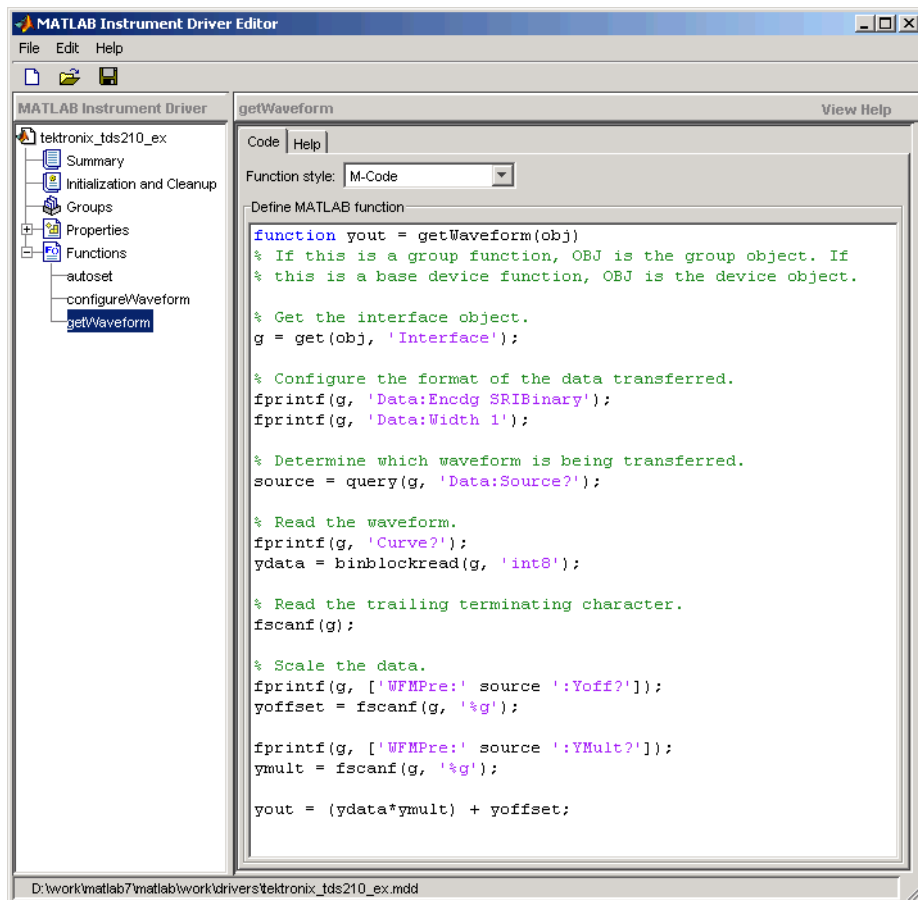 MATLAB Instrument Driver Editor
File Edit Help
MATLAB Instrument Driver
getWaveform View Help
tektronix_tds210_ex
Summary
Initialization and Cleanup
Groups
Properties
Functions
autoset
configureWaveform
getWaveform
Code Help
Function style: M-Code
Define MATLAB function
function yout = getWaveform(obj)
% If this is a group function, OBJ is the group object. If
% this is a base device function, OBJ is the device object.
% Get the interface object.
g = get(obj, 'Interface');
% Configure the format of the data transferred.
fprintf(g, 'Data:Encdg SRIBinary');
fprintf(g, 'Data:Width 1');
% Determine which waveform is being transferred.
source = query(g, 'Data:Source?');
% Read the waveform.
fprintf(g, 'Curve?');
ydata = binblockread(g, 'int8');
% Read the trailing terminating character.
fscanf(g);
% Scale the data.
fprintf(g, ['WFMPre:' source ':Yoff?']);
yoffset = fscanf(g, '%g');
fprintf(g, ['WFMPre:' source ':YMult?']);
ymult = fscanf(g, '%g');
yout = (ydata*ymult) + yoffset;
D:\work\matlab7\matlab\work\drivers\tektronix_tds210_ex.mdd